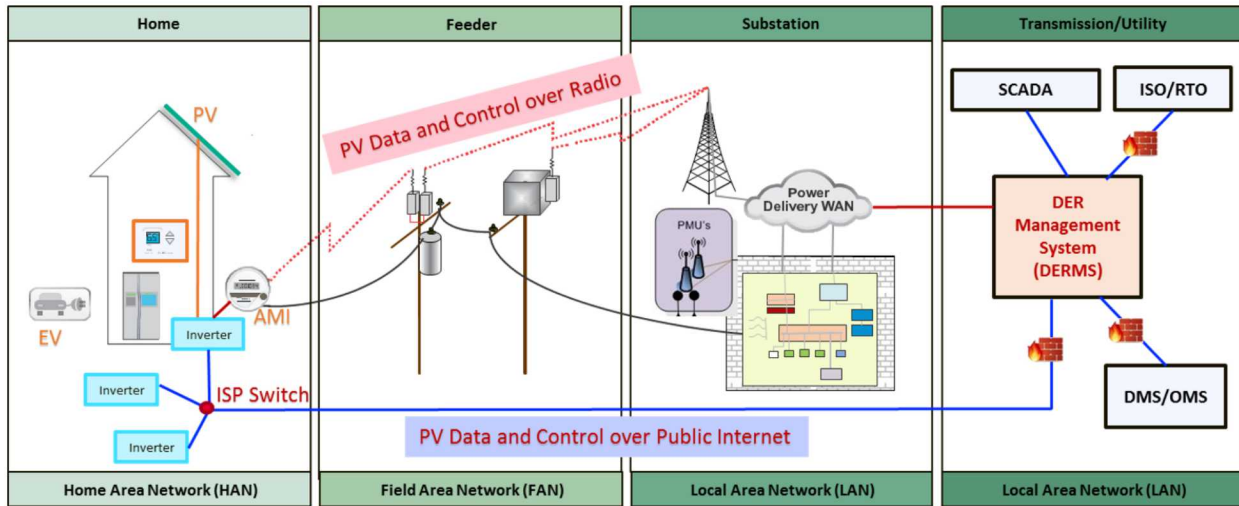 Home
Feeder
Substation
Transmission/Utility
PV
EV
AMI
Inverter
Inverter
Inverter
ISP Switch
PV Data and Control over Radio
PV Data and Control over Public Internet
PMU's
Power
Delivery WAN
SCADA
ISO/RTO
DER
Management
System
(DERMS)
DMS/OMS
Home Area Network (HAN)
Field Area Network (FAN)
Local Area Network (LAN)
Local Area Network (LAN)